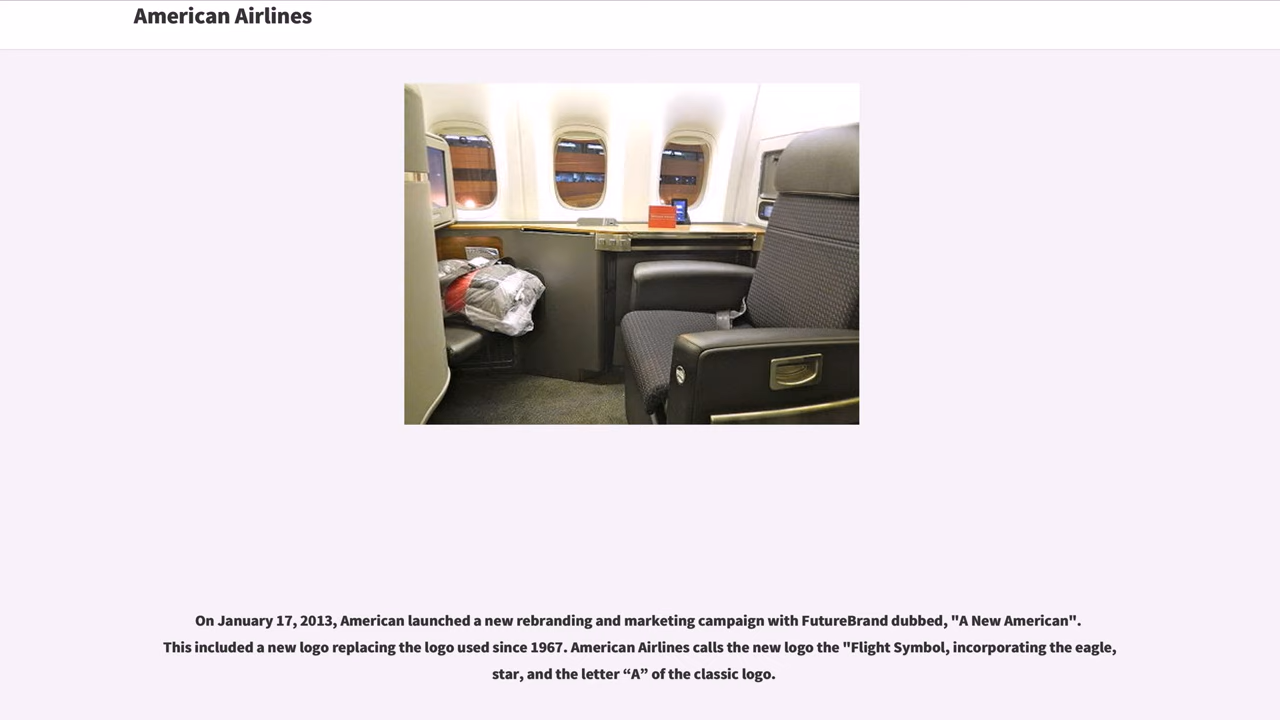 American Airlines
On January 17, 2013, American launched a new rebranding and marketing campaign with FutureBrand dubbed, "A New American".
This included a new logo replacing the logo used since 1967. American Airlines calls the new logo the "Flight Symbol, incorporating the eagle,
star, and the letter “A” of the classic logo.